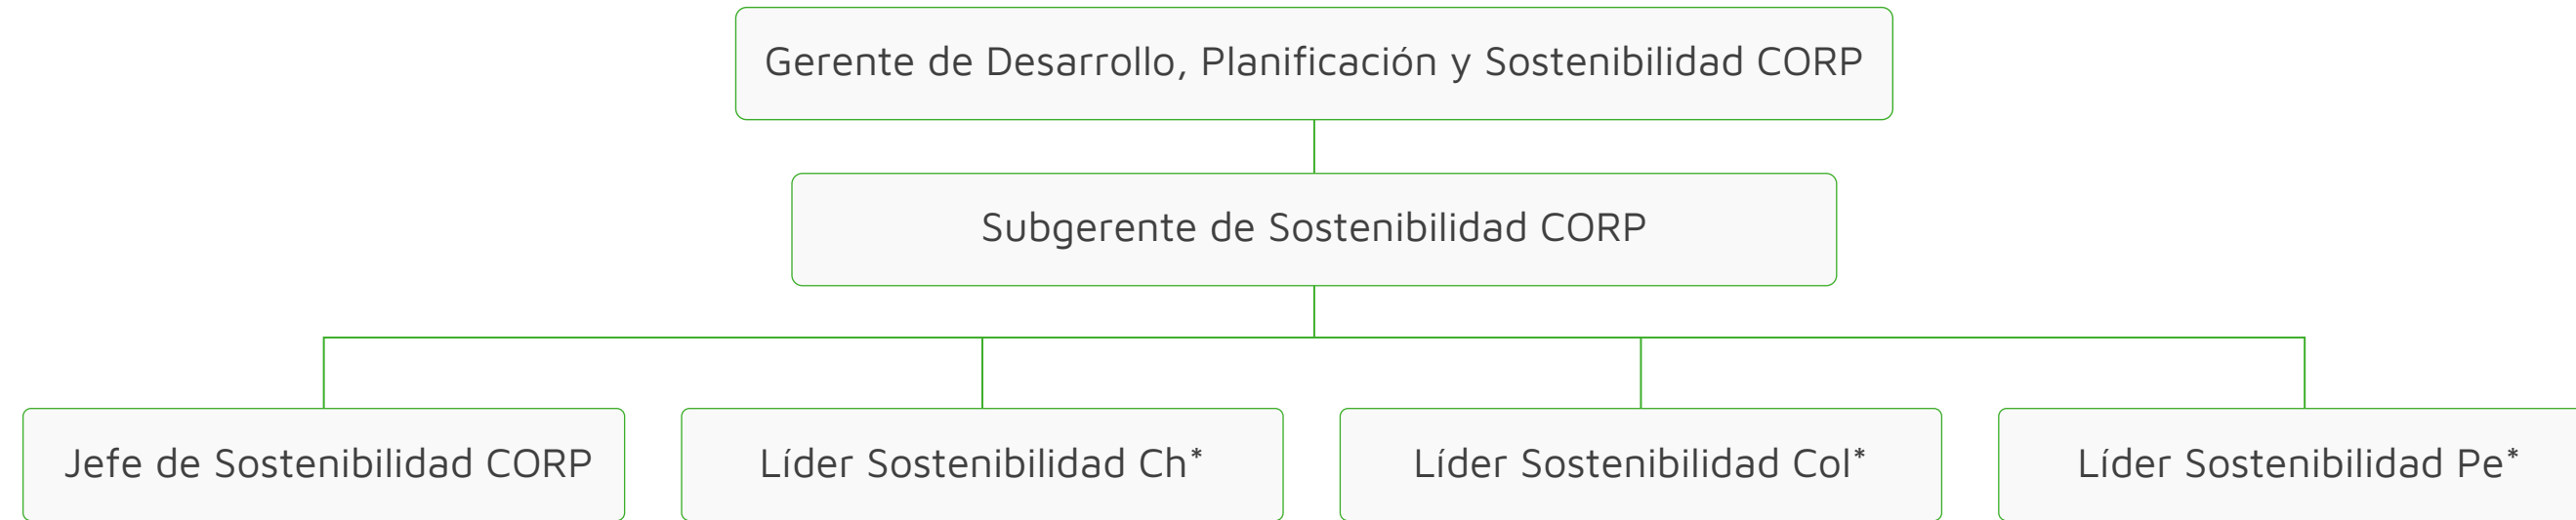 Gerente de Desarrollo, Planificación y Sostenibilidad CORP
Subgerente de Sostenibilidad CORP
Jefe de Sostenibilidad CORP
Líder Sostenibilidad Ch*
Líder Sostenibilidad Col*
Líder Sostenibilidad Pe*